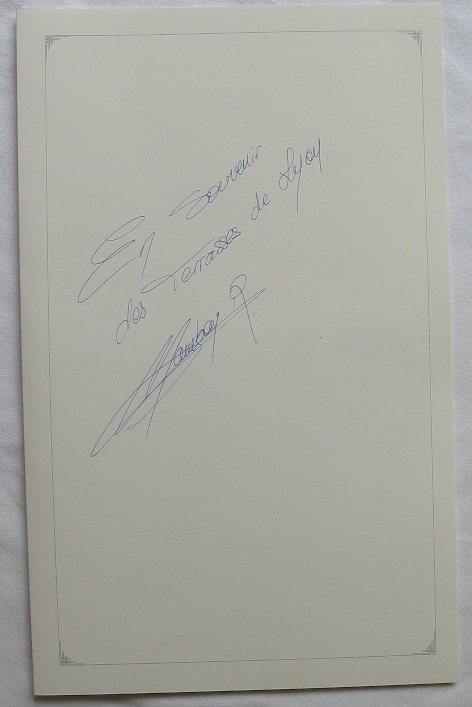 En Souvenir
des Terrasses de Lyon.